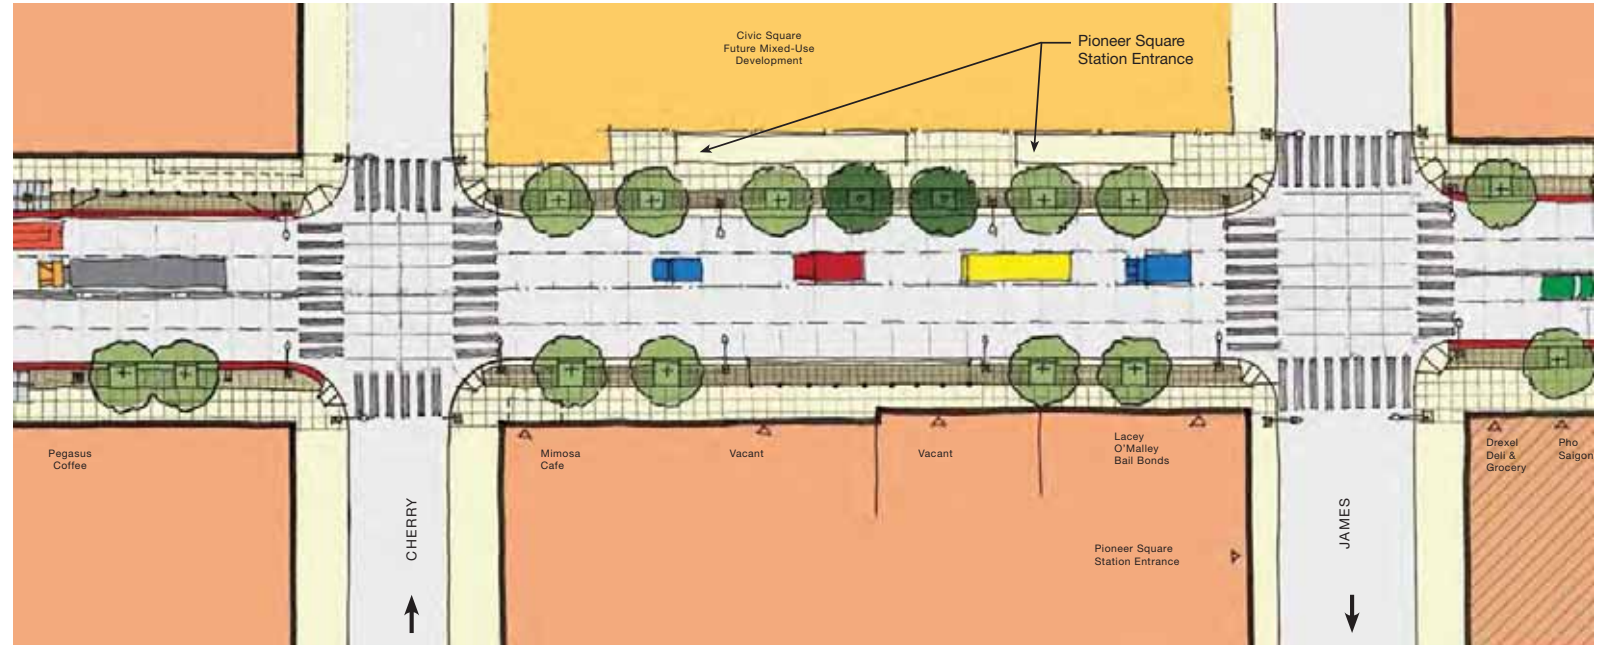 Civic Square
Future Mixed-Use
Development
Pioneer Square
Station Entrance
Pegasus
Coffee
Mimosa
Cafe
Vacant
Vacant
Lacey
O'Malley
Bail Bonds
Drexel
Deli &
Grocery
Pho
Saigon
CHERRY
JAMES
Pioneer Square
Station Entrance